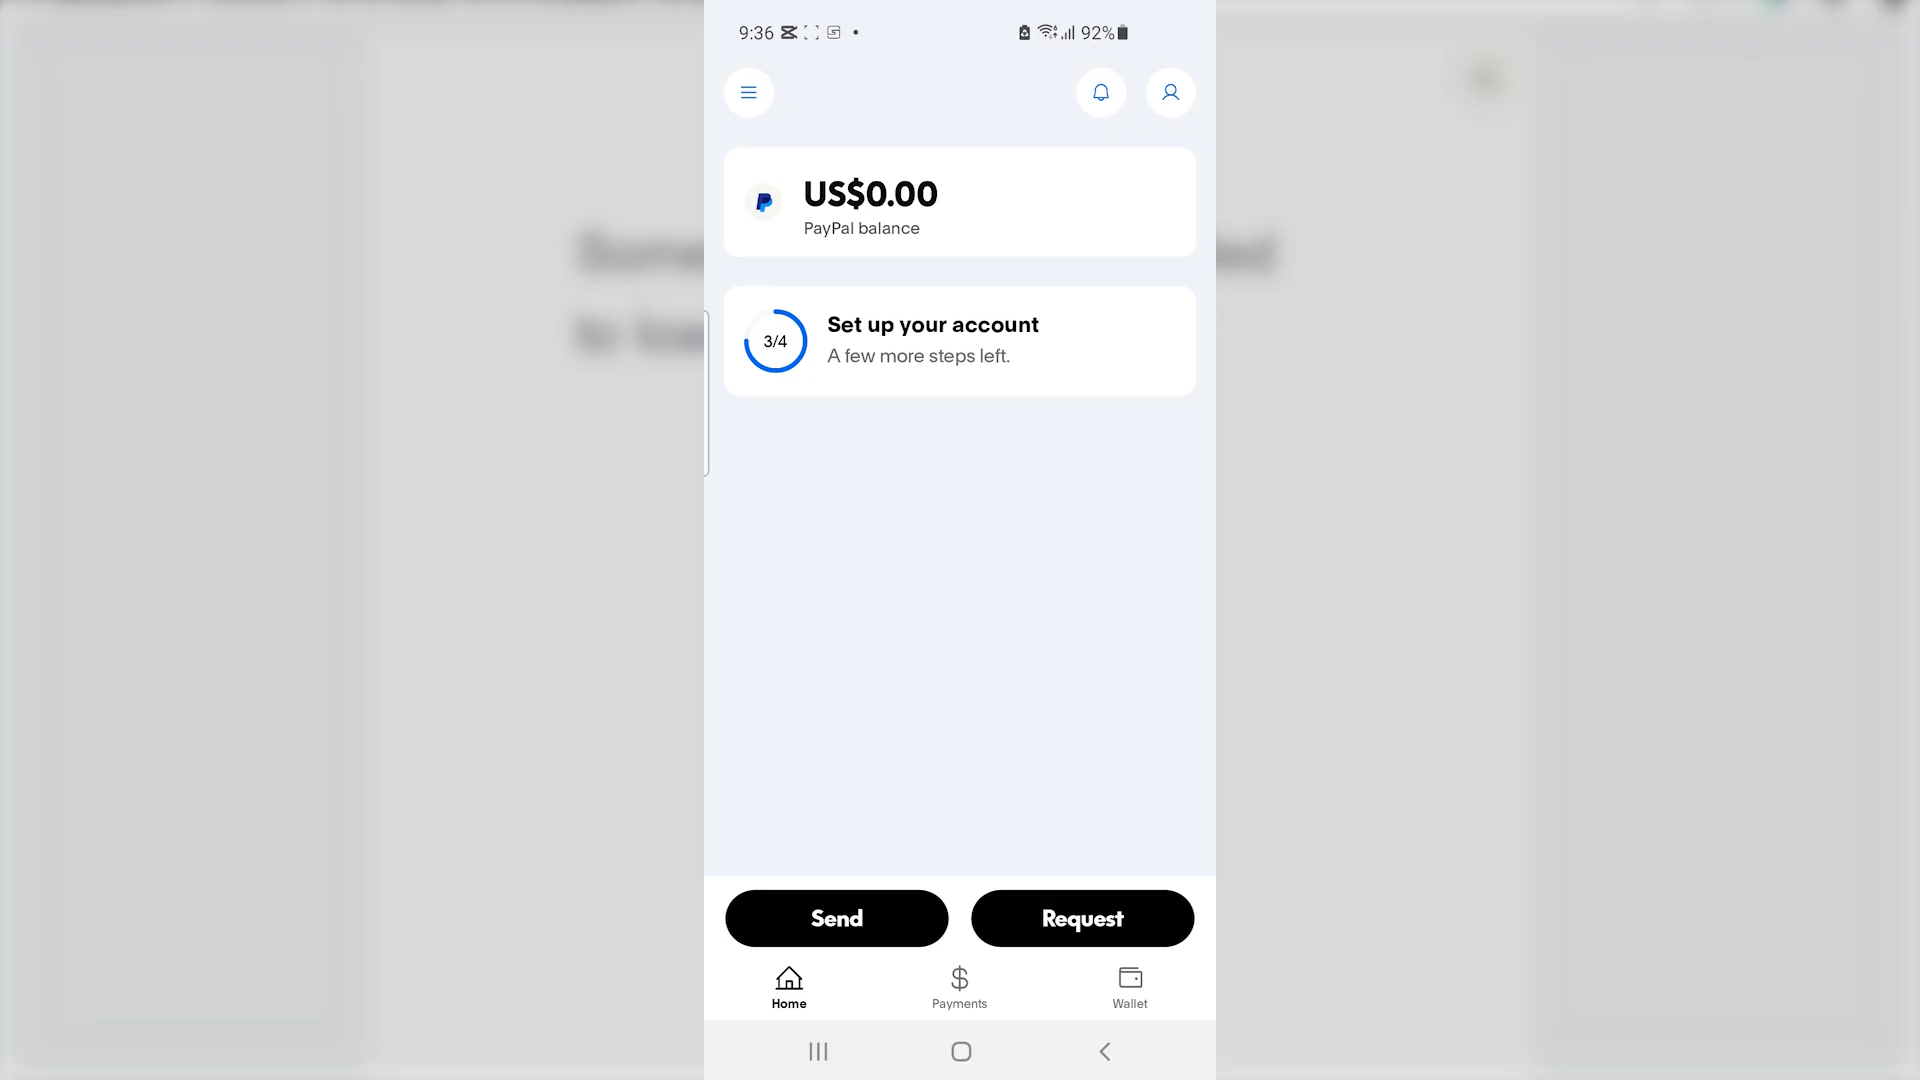 9:36 92%
US$0.00
PayPal balance
3/4
Set up your account
A few more steps left.
Send Request
Home Payments Wallet